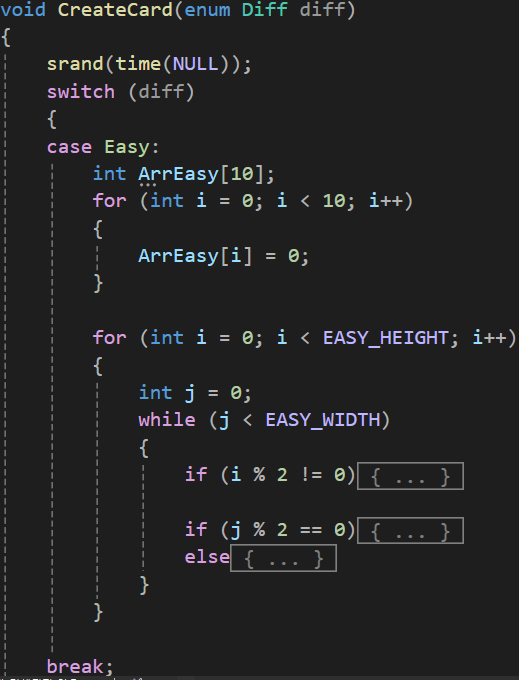 void CreateCard(enum Diff diff)
{
srand(time(NULL));
switch (diff)
{
case Easy:
int ArrEasy[10];
for (int i = 0; i < 10; i++)
{
ArrEasy[i] = 0;
}
for (int i = 0; i < EASY_HEIGHT; i++)
{
int j = 0;
while (j < EASY_WIDTH)
{
if (i % 2 != 0){ ... }
if (j % 2 == 0){ ... }
else{ ... }
}
}
break;